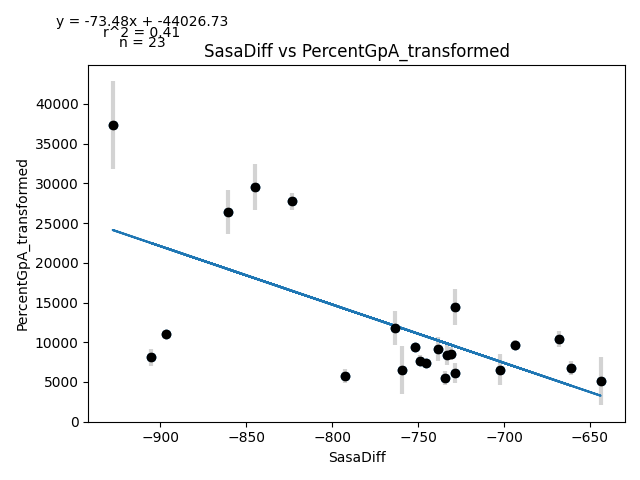 y = -73.48x + -44026.73
r^2 = 0.41
n = 23
SasaDiff vs PercentGpA_transformed
PercentGpA_transformed
40000
35000
30000
25000
20000
15000
10000
5000
0
−900
−850
−800
−750
−700
−650
SasaDiff